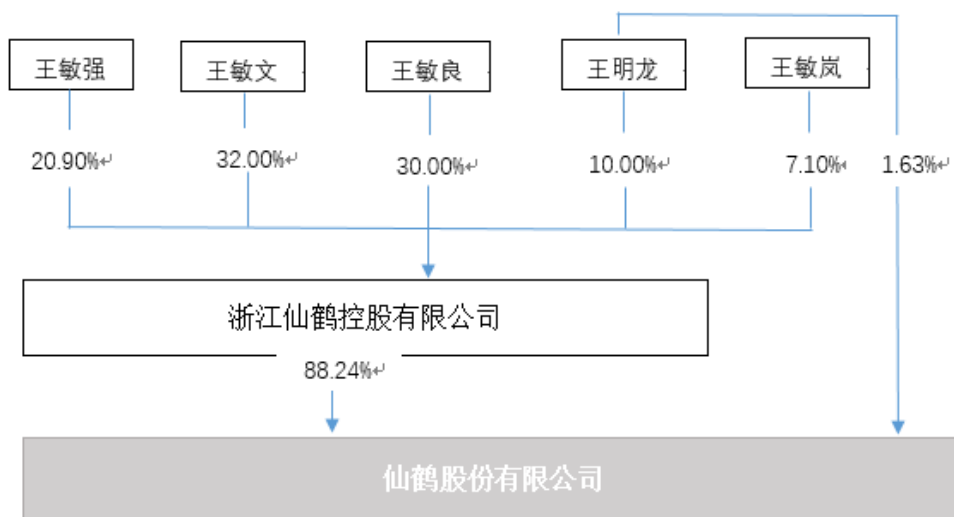 王敏强
王敏文
王敏良
王明龙
王敏岚
20.90%↵
32.00%↵
30.00%↵
10.00%↵
7.10%↵
1.63%↵
浙江仙鹤控股有限公司
88.24%↵
仙鹤股份有限公司